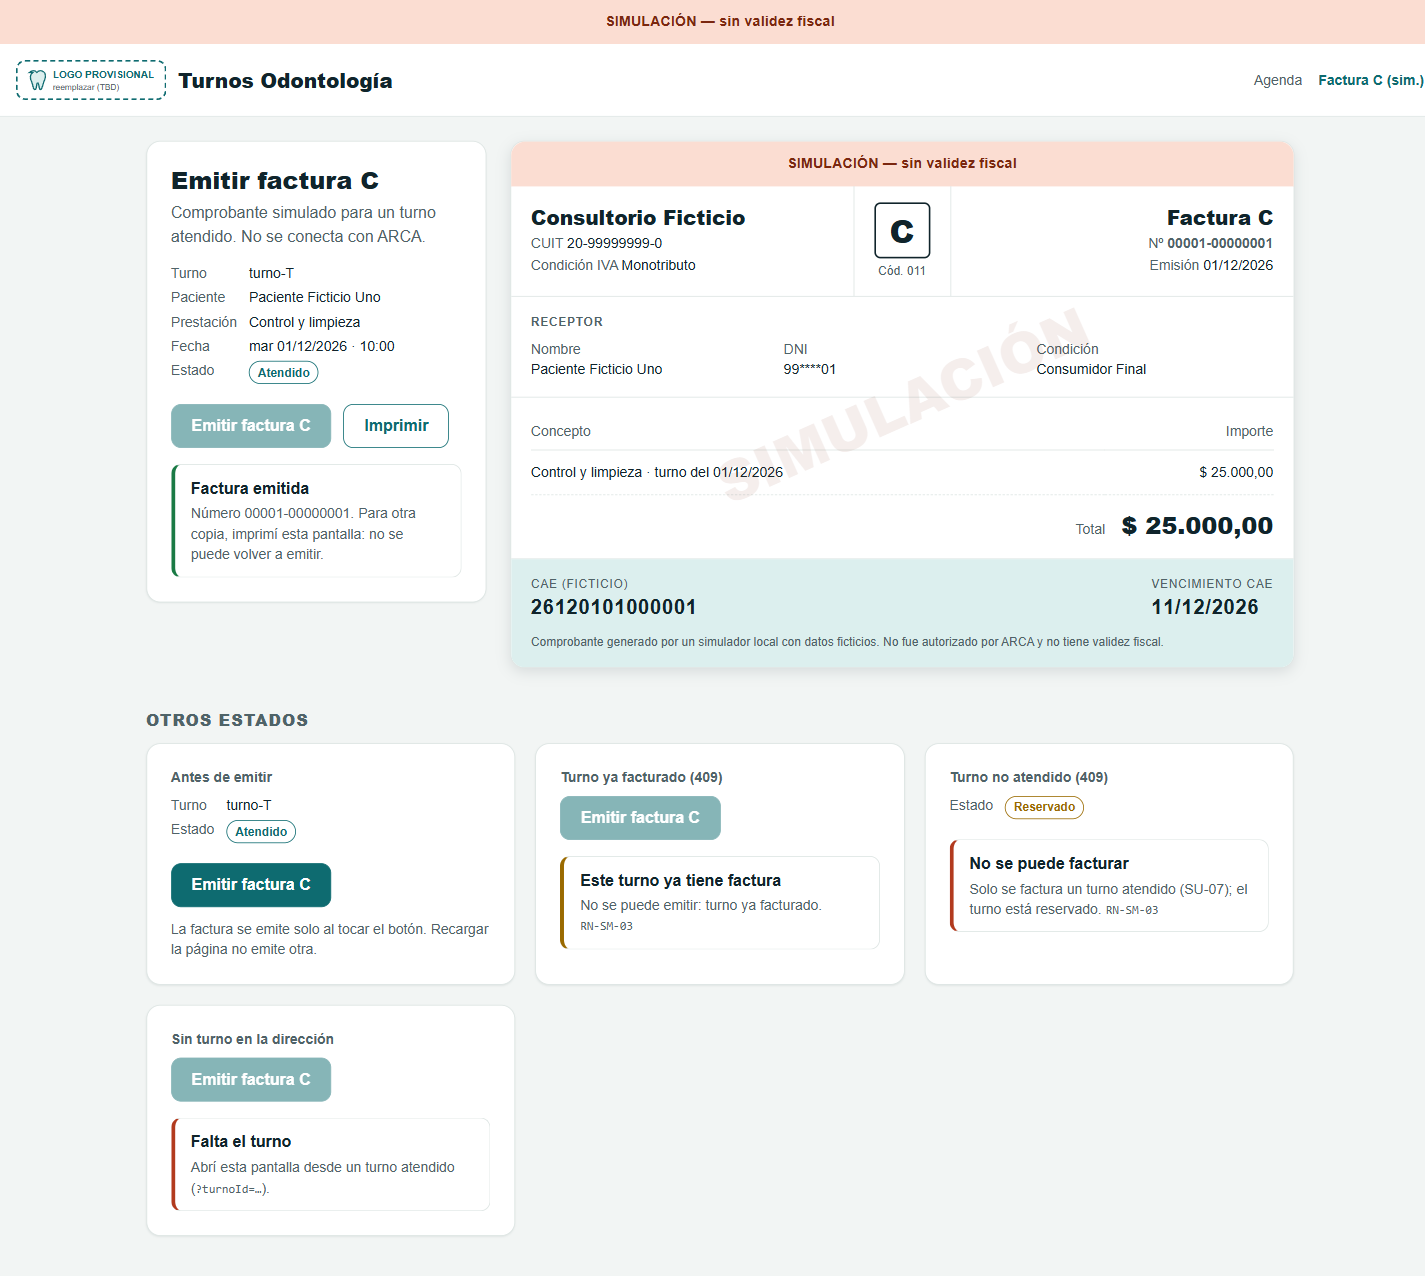 SIMULACIÓN — sin validez fiscal
LOGO PROVISIONAL
reemplazar (TBD)
Turnos Odontología
Agenda
Factura C (sim.)
Emitir factura C
Comprobante simulado para un turno
atendido. No se conecta con ARCA.
Turno turno-T
Paciente Paciente Ficticio Uno
Prestación Control y limpieza
Fecha mar 01/12/2026 · 10:00
Estado Atendido
Emitir factura C
Imprimir
Factura emitida
Número 00001-00000001. Para otra
copia, imprimí esta pantalla: no se
puede volver a emitir.
SIMULACIÓN — sin validez fiscal
Consultorio Ficticio
CUIT 20-99999999-0
Condición IVA Monotributo
C
Cód. 011
Factura C
Nº 00001-00000001
Emisión 01/12/2026
RECEPTOR
Nombre
Paciente Ficticio Uno
DNI
99****01
Condición
Consumidor Final
SIMULACIÓN
Concepto Importe
Control y limpieza · turno del 01/12/2026 $ 25.000,00
Total $ 25.000,00
CAE (FICTICIO)
26120101000001
VENCIMIENTO CAE
11/12/2026
Comprobante generado por un simulador local con datos ficticios. No fue autorizado por ARCA y no tiene validez fiscal.
OTROS ESTADOS
Antes de emitir
Turno turno-T
Estado Atendido
Emitir factura C
La factura se emite solo al tocar el botón. Recargar
la página no emite otra.
Turno ya facturado (409)
Emitir factura C
Este turno ya tiene factura
No se puede emitir: turno ya facturado.
RN-SM-03
Turno no atendido (409)
Estado Reservado
No se puede facturar
Solo se factura un turno atendido (SU-07); el
turno está reservado. RN-SM-03
Sin turno en la dirección
Emitir factura C
Falta el turno
Abrí esta pantalla desde un turno atendido
(?turnoId=…).